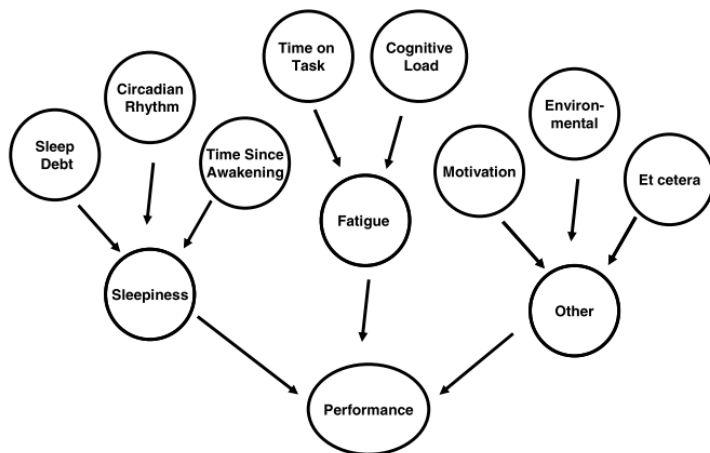 Time on
Task
Cognitive
Load
Circadian
Rhythm
Environ-
mental
Sleep
Debt
Time Since
Awakening
Motivation
Et cetera
Fatigue
Sleepiness
Other
Performance